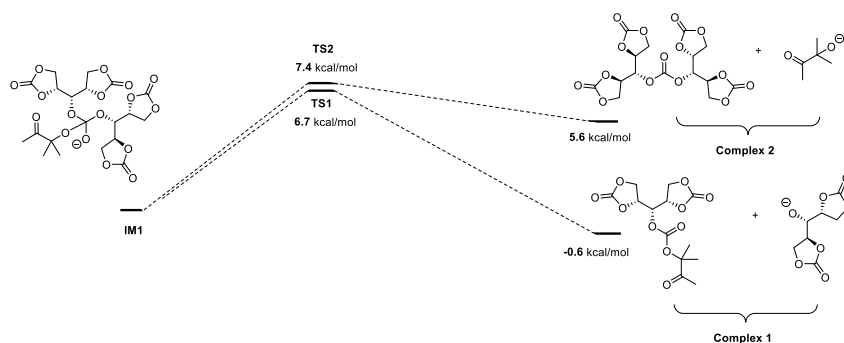 TS2
7.4 kcal/mol
TS1
6.7 kcal/mol
IM1
5.6 kcal/mol
+
Complex 2
-0.6 kcal/mol
+
Complex 1